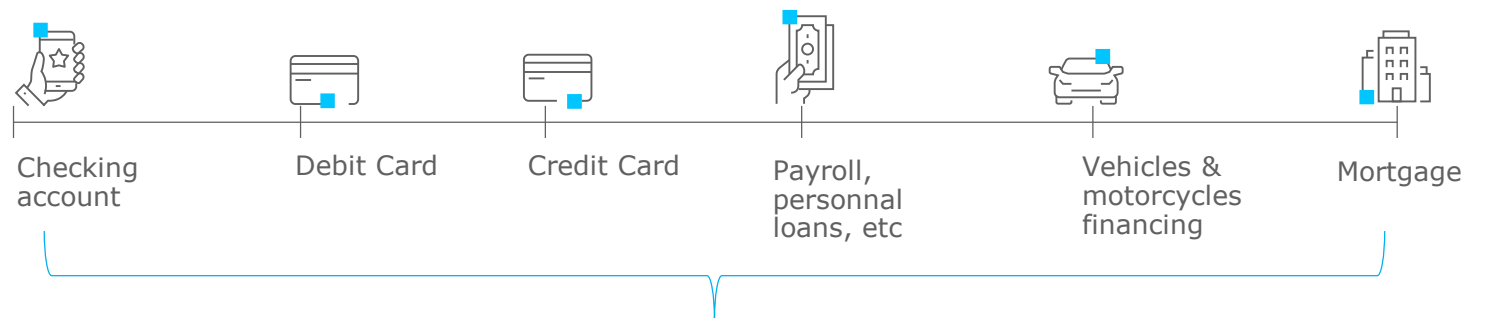 Checking
account
Debit Card
Credit Card
Payroll,
personnal
loans, etc
Vehicles &
motorcycles
financing
Mortgage